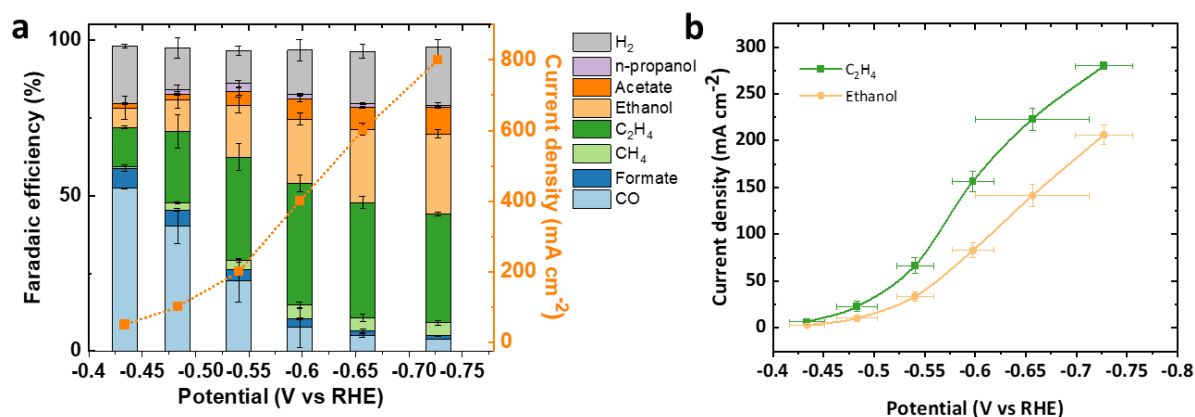 a
100
50
0
Faradaic efficiency (%)
-0.4 -0.45 -0.50 -0.55 -0.6 -0.65 -0.70 -0.75
Potential (V vs RHE)
800
600
400
200
0
Current density (mA cm-2)
H2
n-propanol
Acetate
Ethanol
C2H4
CH4
Formate
CO
b
300
250
200
150
100
50
0
Current density (mA cm-2)
C2H4
Ethanol
-0.4 -0.45 -0.5 -0.55 -0.6 -0.65 -0.7 -0.75 -0.8
Potential (V vs RHE)